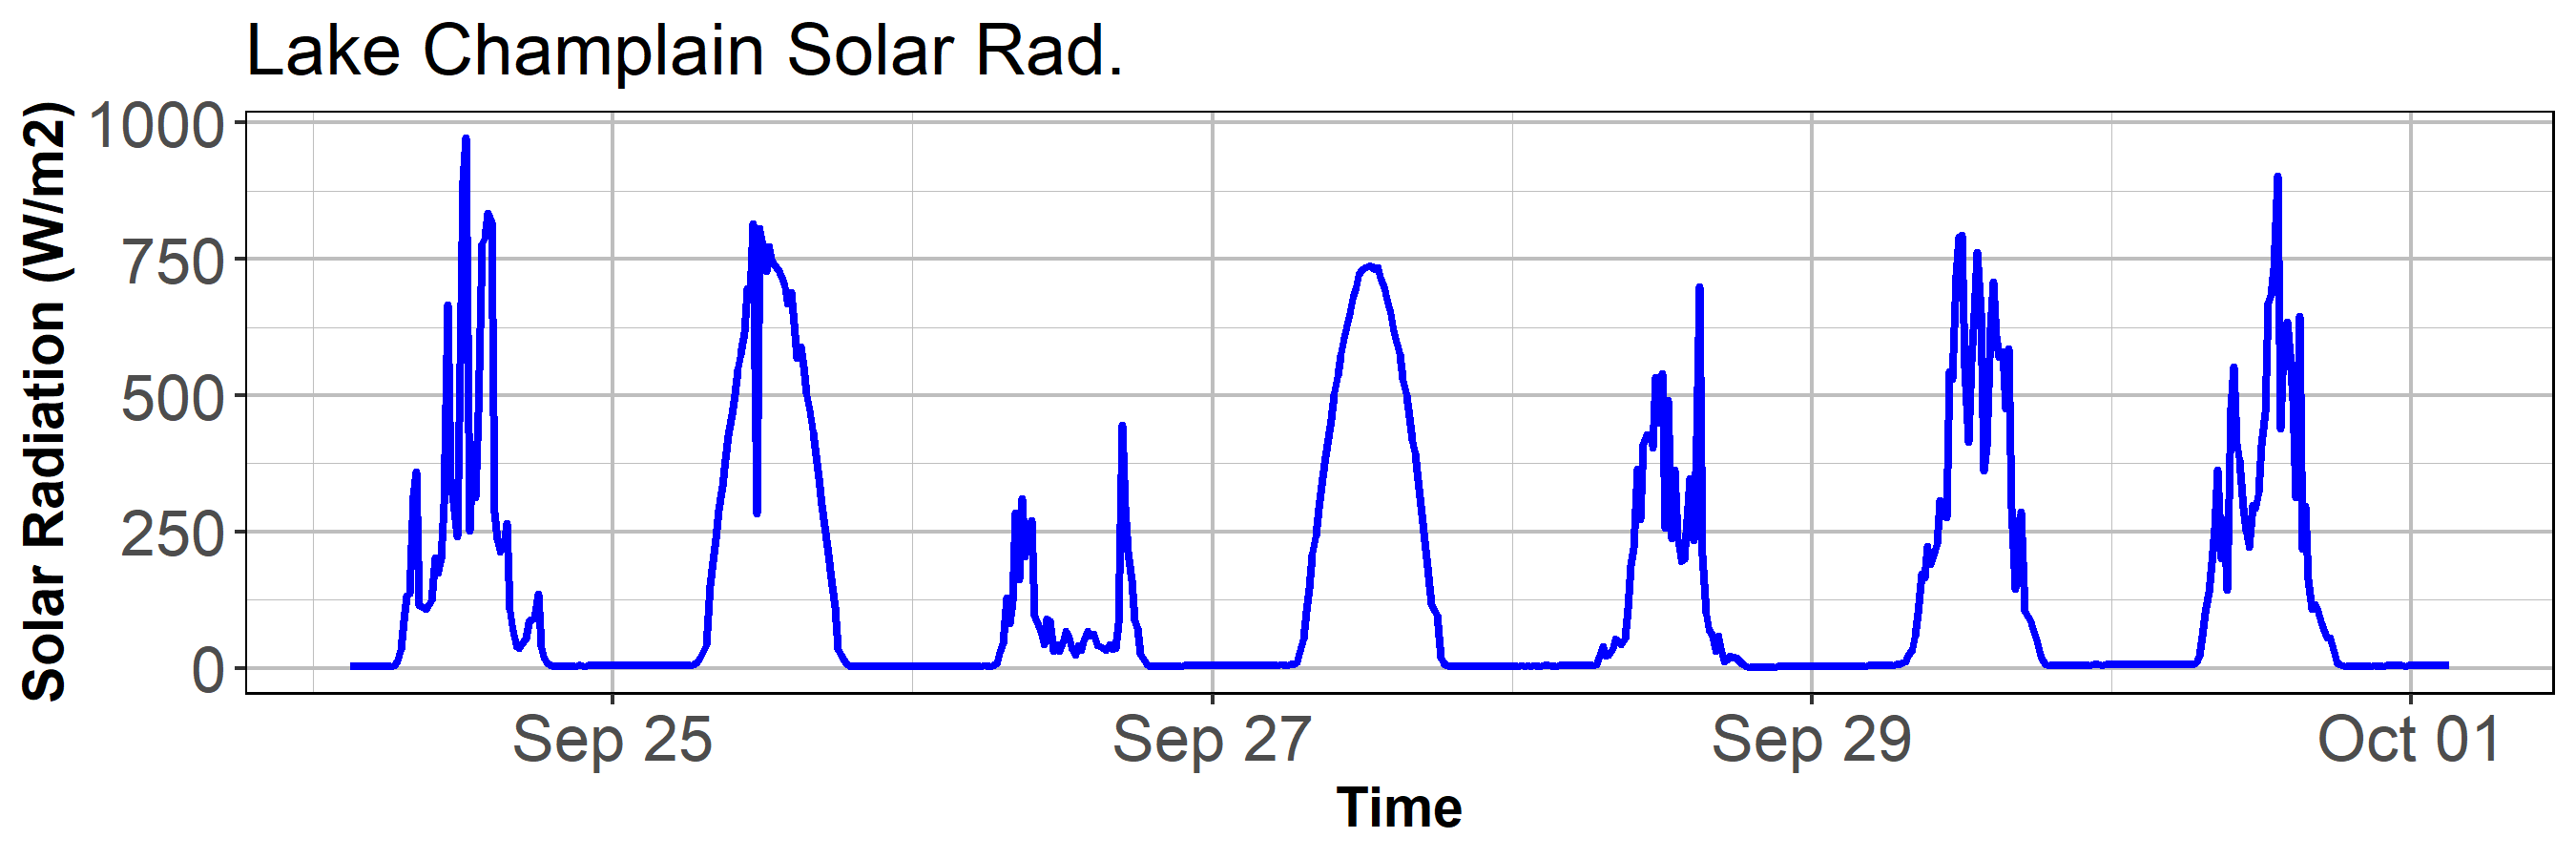 Lake Champlain Solar Rad.
Solar Radiation (W/m2)
1000
750
500
250
0
Sep 25
Sep 27
Sep 29
Oct 01
Time